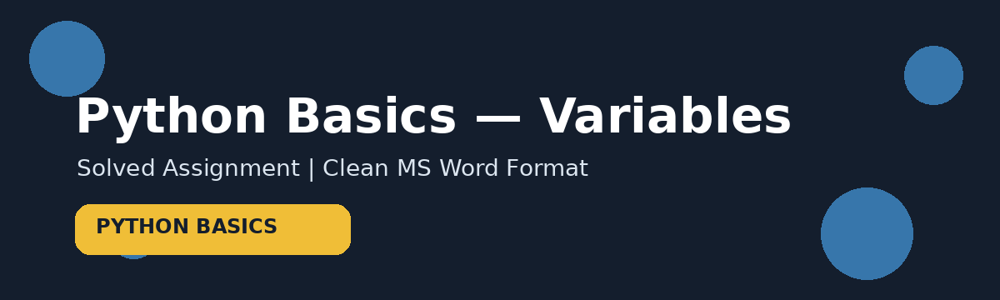 Python Basics — Variables
Solved Assignment | Clean MS Word Format
PYTHON BASICS